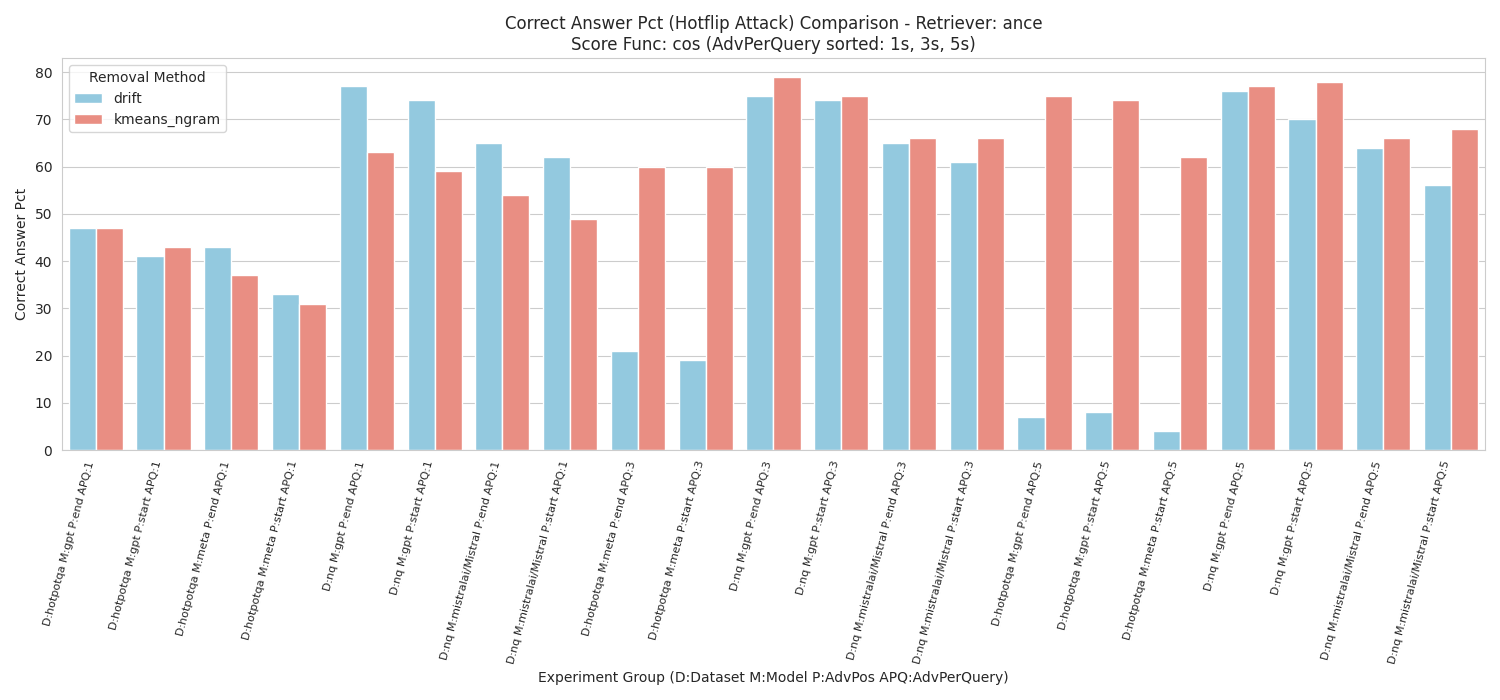 Correct Answer Pct (Hotflip Attack) Comparison - Retriever: ance
Score Func: cos (AdvPerQuery sorted: 1s, 3s, 5s)
Removal Method
drift
kmeans_ngram
Correct Answer Pct
80
70
60
50
40
30
20
10
0
D:hotpotqa M:gpt P:end APQ:1
D:hotpotqa M:gpt P:start APQ:1
D:hotpotqa M:meta P:end APQ:1
D:hotpotqa M:meta P:start APQ:1
D:nq M:gpt P:end APQ:1
D:nq M:gpt P:start APQ:1
D:nq M:mistralai/Mistral P:end APQ:1
D:nq M:mistralai/Mistral P:start APQ:1
D:hotpotqa M:meta P:end APQ:3
D:hotpotqa M:meta P:start APQ:3
D:nq M:gpt P:end APQ:3
D:nq M:gpt P:start APQ:3
D:nq M:mistralai/Mistral P:end APQ:3
D:nq M:mistralai/Mistral P:start APQ:3
D:hotpotqa M:gpt P:end APQ:5
D:hotpotqa M:gpt P:start APQ:5
D:hotpotqa M:meta P:start APQ:5
D:nq M:gpt P:end APQ:5
D:nq M:gpt P:start APQ:5
D:nq M:mistralai/Mistral P:end APQ:5
D:nq M:mistralai/Mistral P:start APQ:5
Experiment Group (D:Dataset M:Model P:AdvPos APQ:AdvPerQuery)